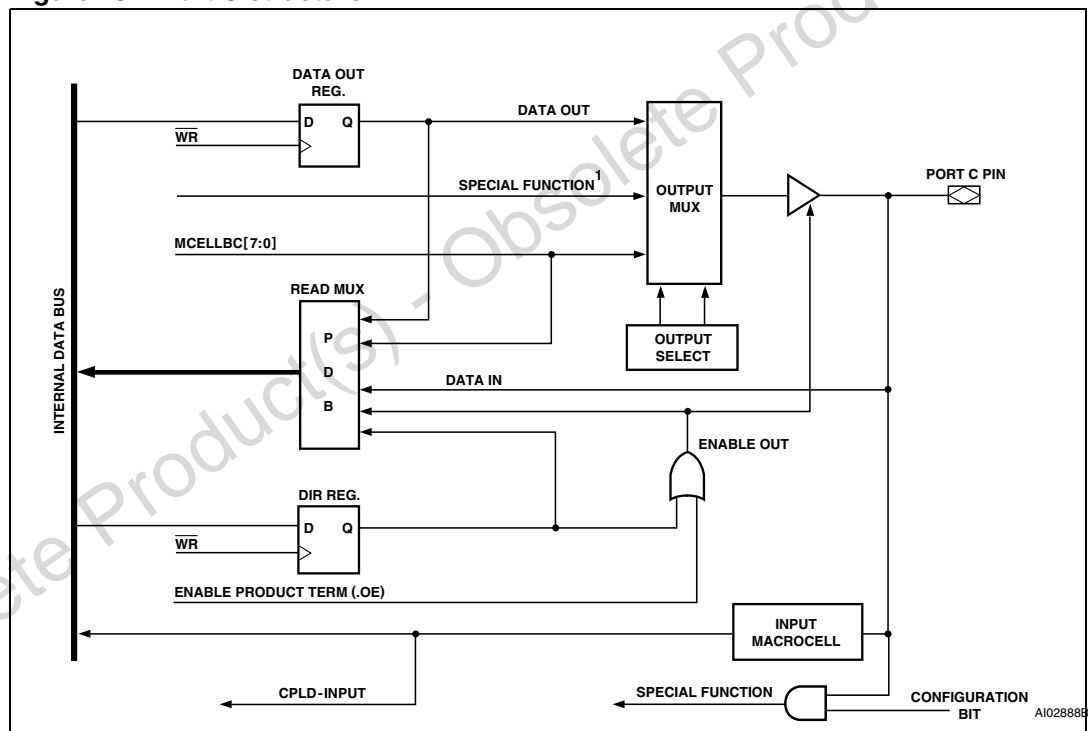 DATA OUT
REG.
D Q
WR
DATA OUT
SPECIAL FUNCTION1
OUTPUT
MUX
PORT C PIN
MCELLBC[7:0]
READ MUX
P
D
B
OUTPUT
SELECT
INTERNAL DATA BUS
DATA IN
ENABLE OUT
DIR REG.
D Q
WR
ENABLE PRODUCT TERM (.OE)
INPUT
MACROCELL
CPLD-INPUT
SPECIAL FUNCTION
CONFIGURATION
BIT
AI02888B
lete Product(s) - Obsolete Prod